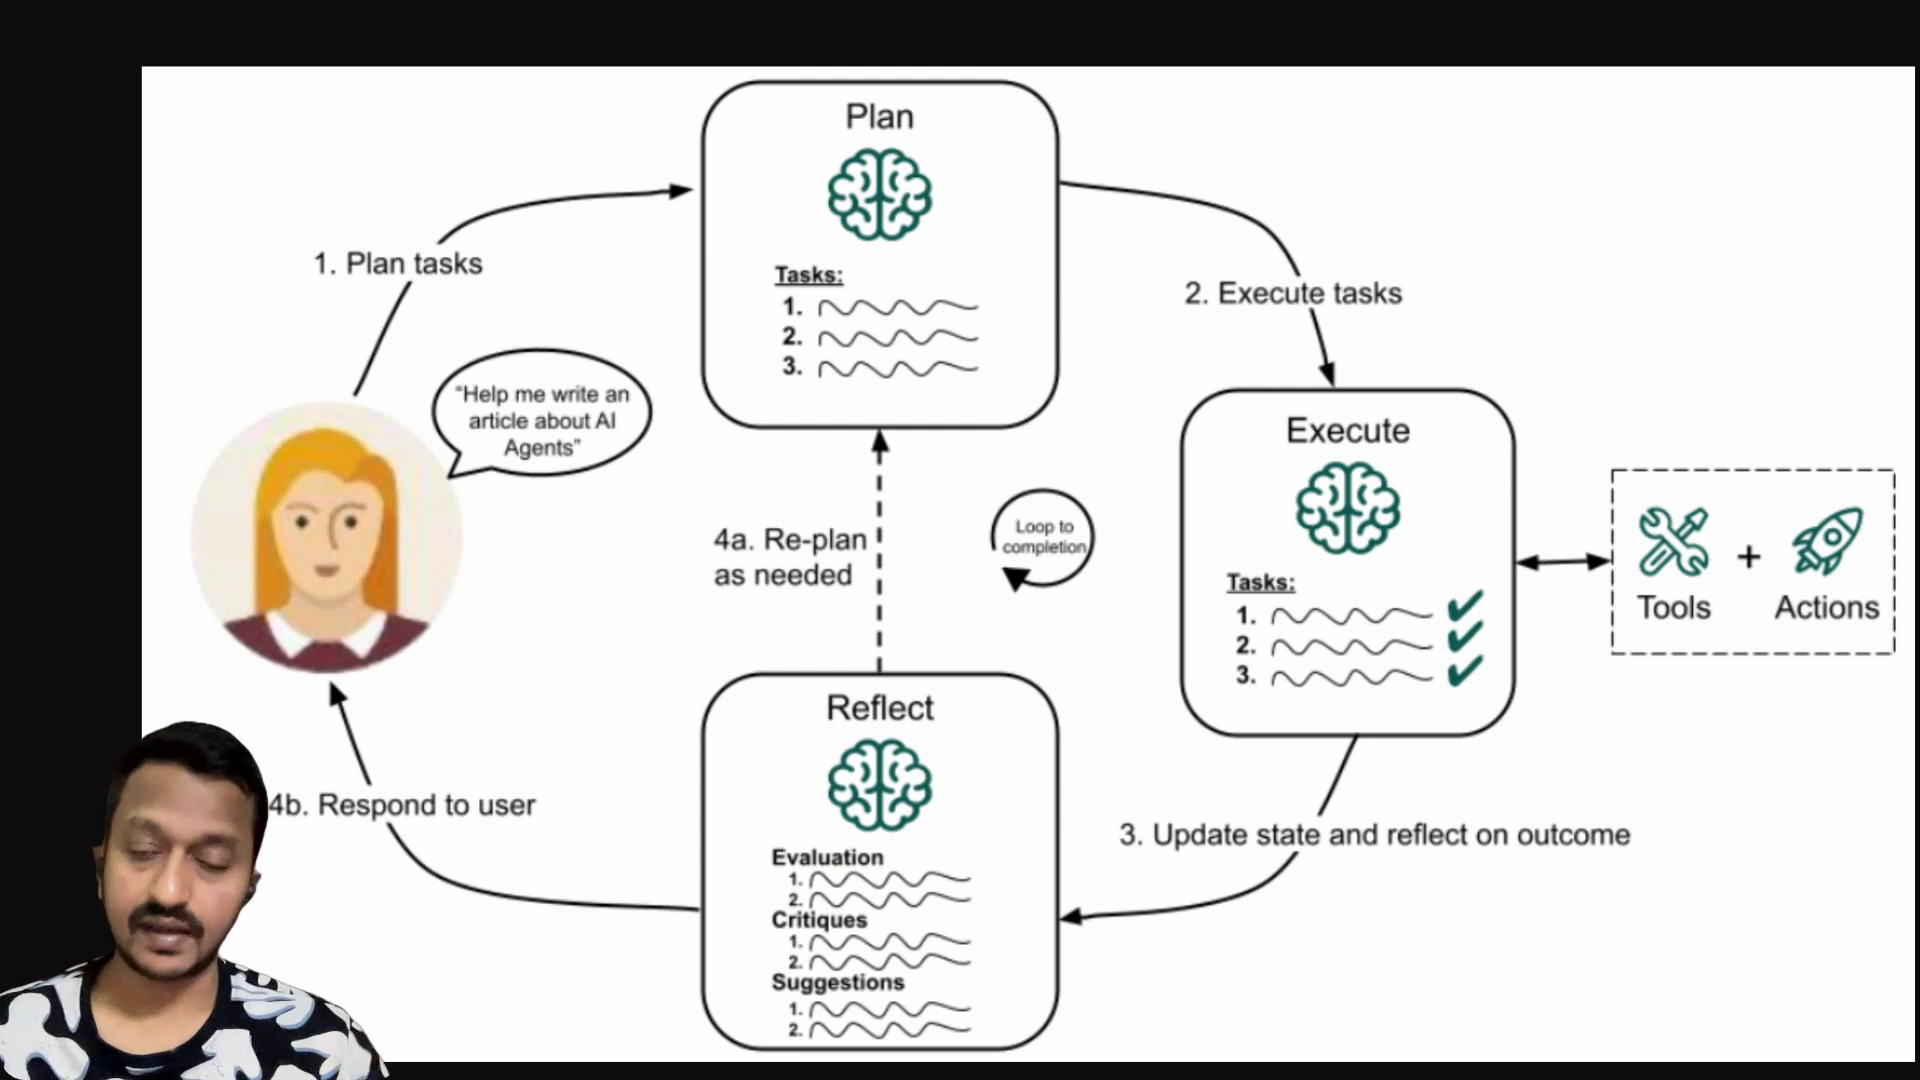 Plan
Tasks:
1.
2.
3.
1. Plan tasks
"Help me write an
article about AI
Agents"
2. Execute tasks
Execute
Tasks:
1.
2.
3.
Tools
+
Actions
4a. Re-plan
as needed
Loop to
completion
3. Update state and reflect on outcome
Reflect
Evaluation
1.
2.
Critiques
1.
2.
Suggestions
1.
2.
4b. Respond to user